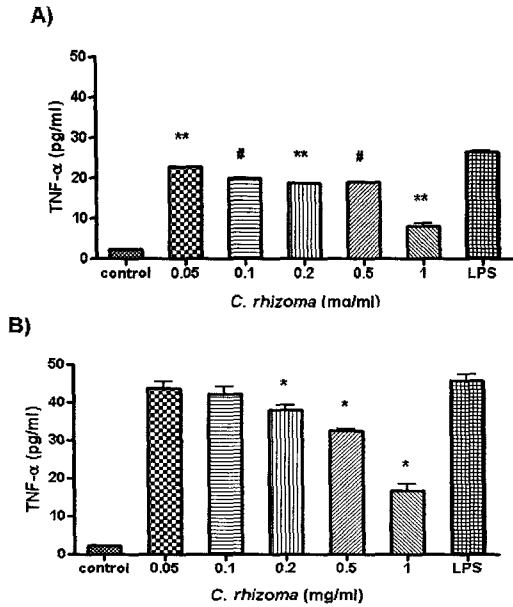 A)
50
40
30
20
10
0
TNF-α (pg/ml)
** # ** # **
control 0.05 0.1 0.2 0.5 1 LPS
C. rhizoma (mg/ml)
B)
50
40
30
20
10
0
TNF-α (pg/ml)
* * *
control 0.05 0.1 0.2 0.5 1 LPS
C. rhizoma (mg/ml)